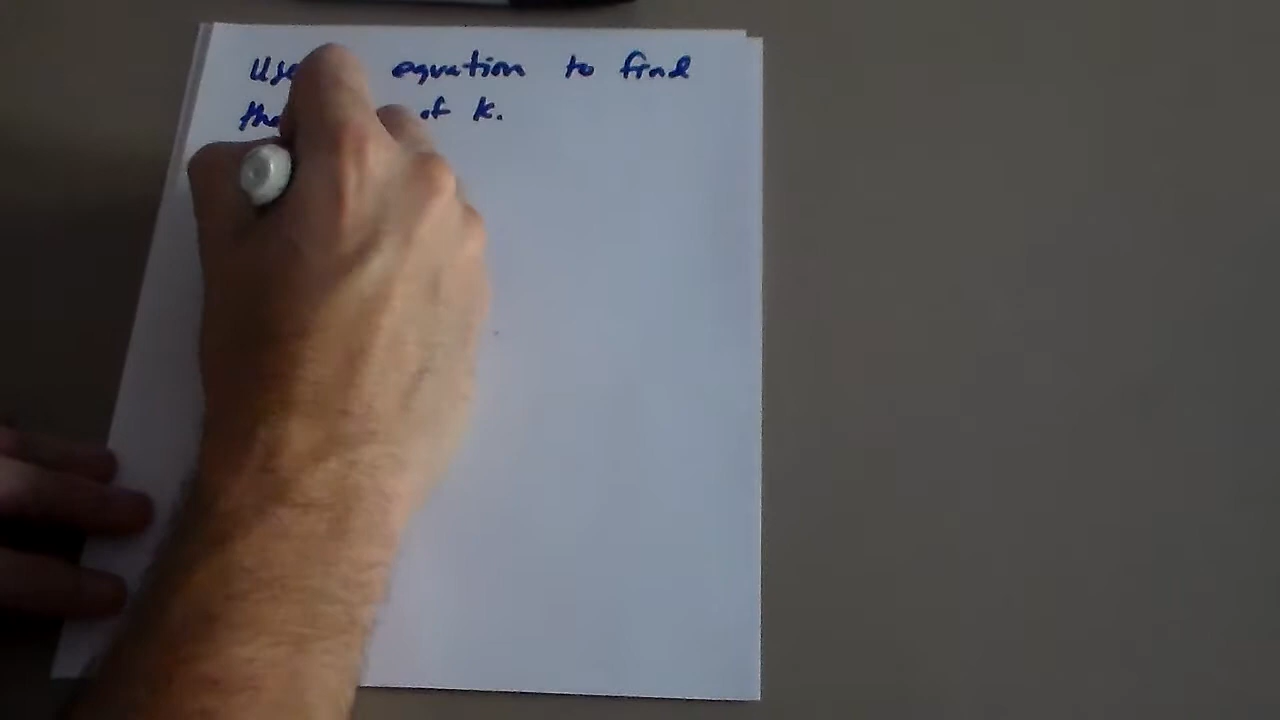 Use equation to find
the of k.